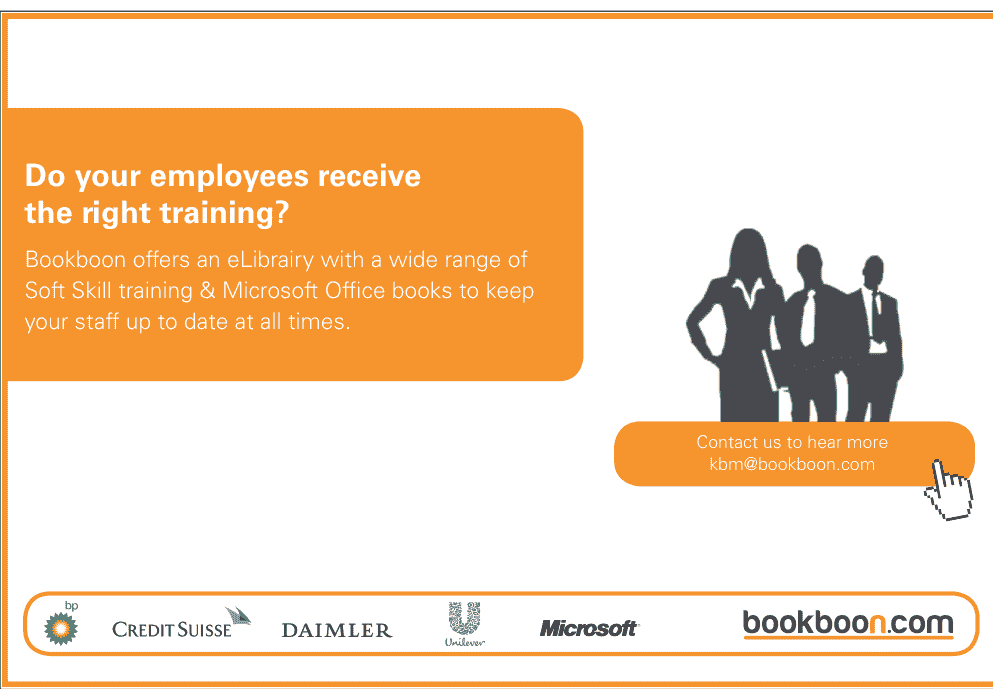 Do your employees receive
the right training?
Bookboon offers an eLibrairy with a wide range of
Soft Skill training & Microsoft Office books to keep
your staff up to date at all times.
Contact us to hear more
kbm@bookboon.com
bp
CREDIT SUISSE
DAIMLER
Unilever
Microsoft
bookboon.com